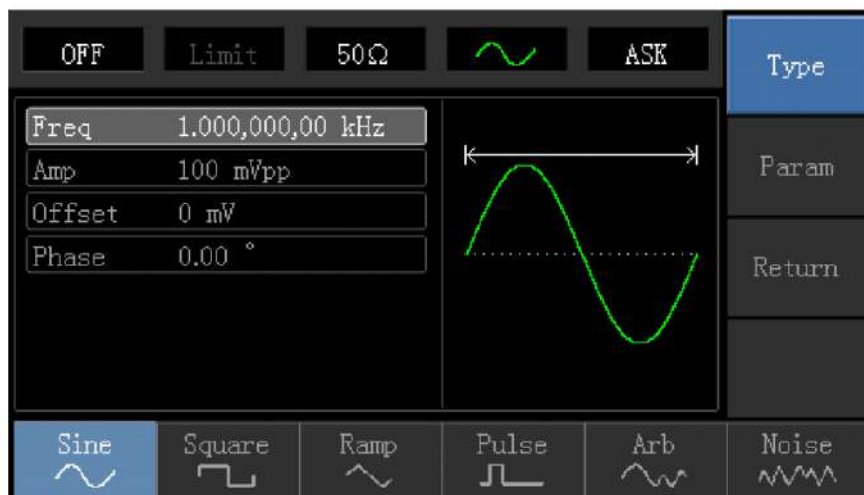 OFF Limit 50Ω ASK
Type
Freq 1.000,000,00 kHz
Amp 100 mVpp
Param
Offset 0 mV
Phase 0.00 °
Return
Sine Square Ramp Pulse Arb Noise